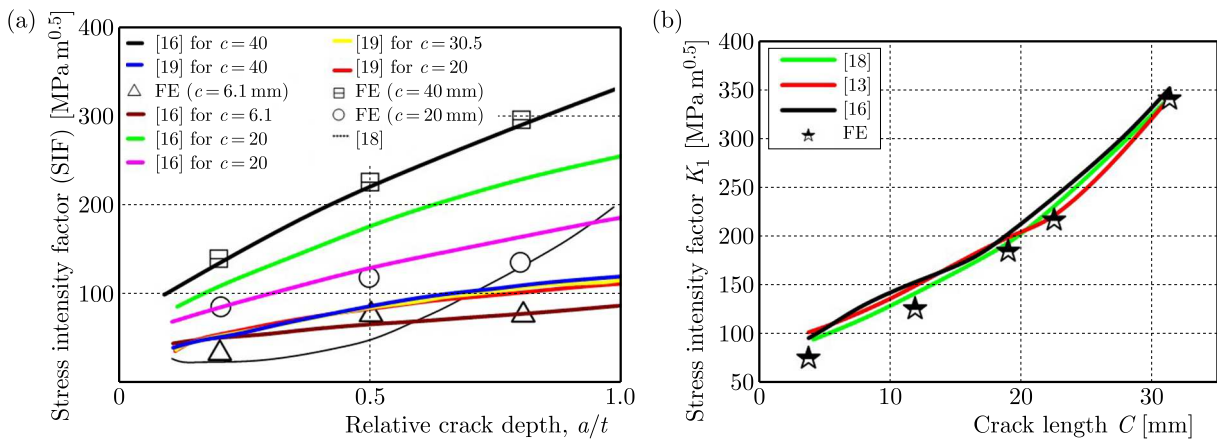 (a)
Stress intensity factor (SIF) [MPa m^0.5]
400
300
200
100
0
0.5
1.0
Relative crack depth, a/t
[16] for c = 40
[19] for c = 40
FE (c = 6.1 mm)
[16] for c = 6.1
[16] for c = 20
[16] for c = 20
[19] for c = 30.5
[19] for c = 20
FE (c = 40 mm)
FE (c = 20 mm)
[18]
(b)
Stress intensity factor K_1 [MPa m^0.5]
400
350
300
250
200
150
100
50
0
10
20
30
Crack length C [mm]
[18]
[13]
[16]
FE